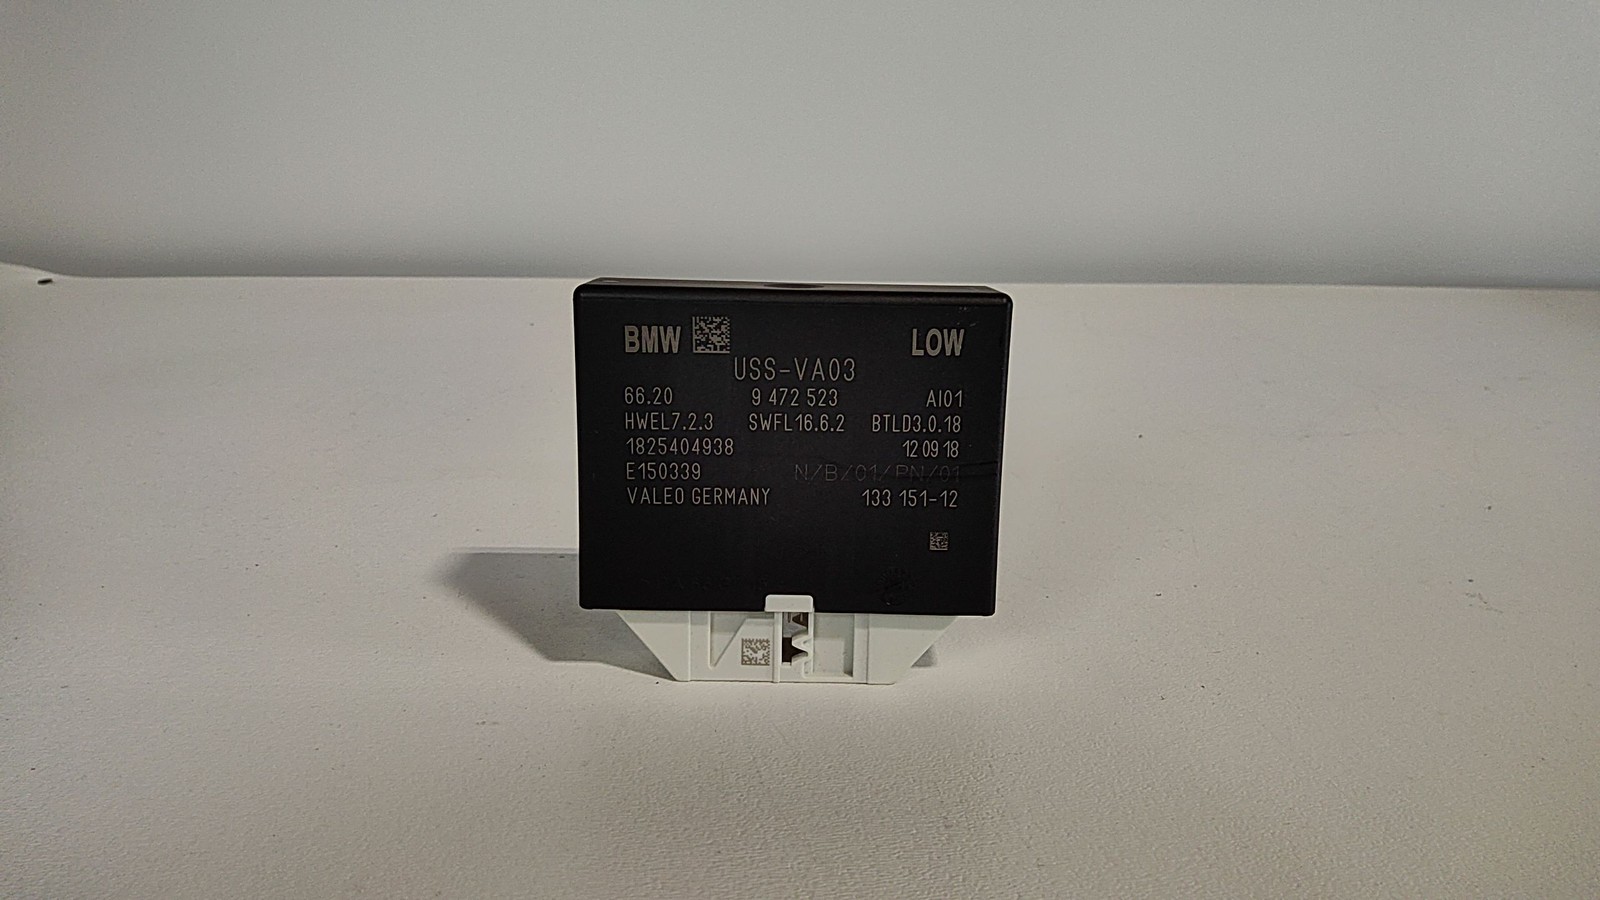 BMW LOW
USS-VA03
66.20 9 472 523 AI01
HWEL7.2.3 SWFL16.6.2 BTLD3.0.18
1825404938 12 09 18
E150339 N/B/01/PN/01
VALEO GERMANY 133 151-12